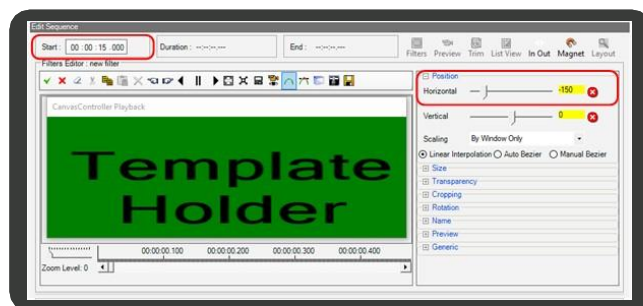 Edit Sequence
Start : 00 : 00 : 15 .000 Duration : --:--:--.--- End : --:--:--.---
Filters Preview Trim List View In Out Magnet Layout
Filters Editor : new filter
Position
Horizontal -150
CanvasController Playback
Vertical 0
Scaling By Window Only
Linear Interpolation Auto Bezier Manual Bezier
Template
Holder
Size
Transparency
Cropping
Rotation
Name
Preview
Generic
00:00:00.100 00:00:00.200 00:00:00.300 00:00:00.400
Zoom Level: 0